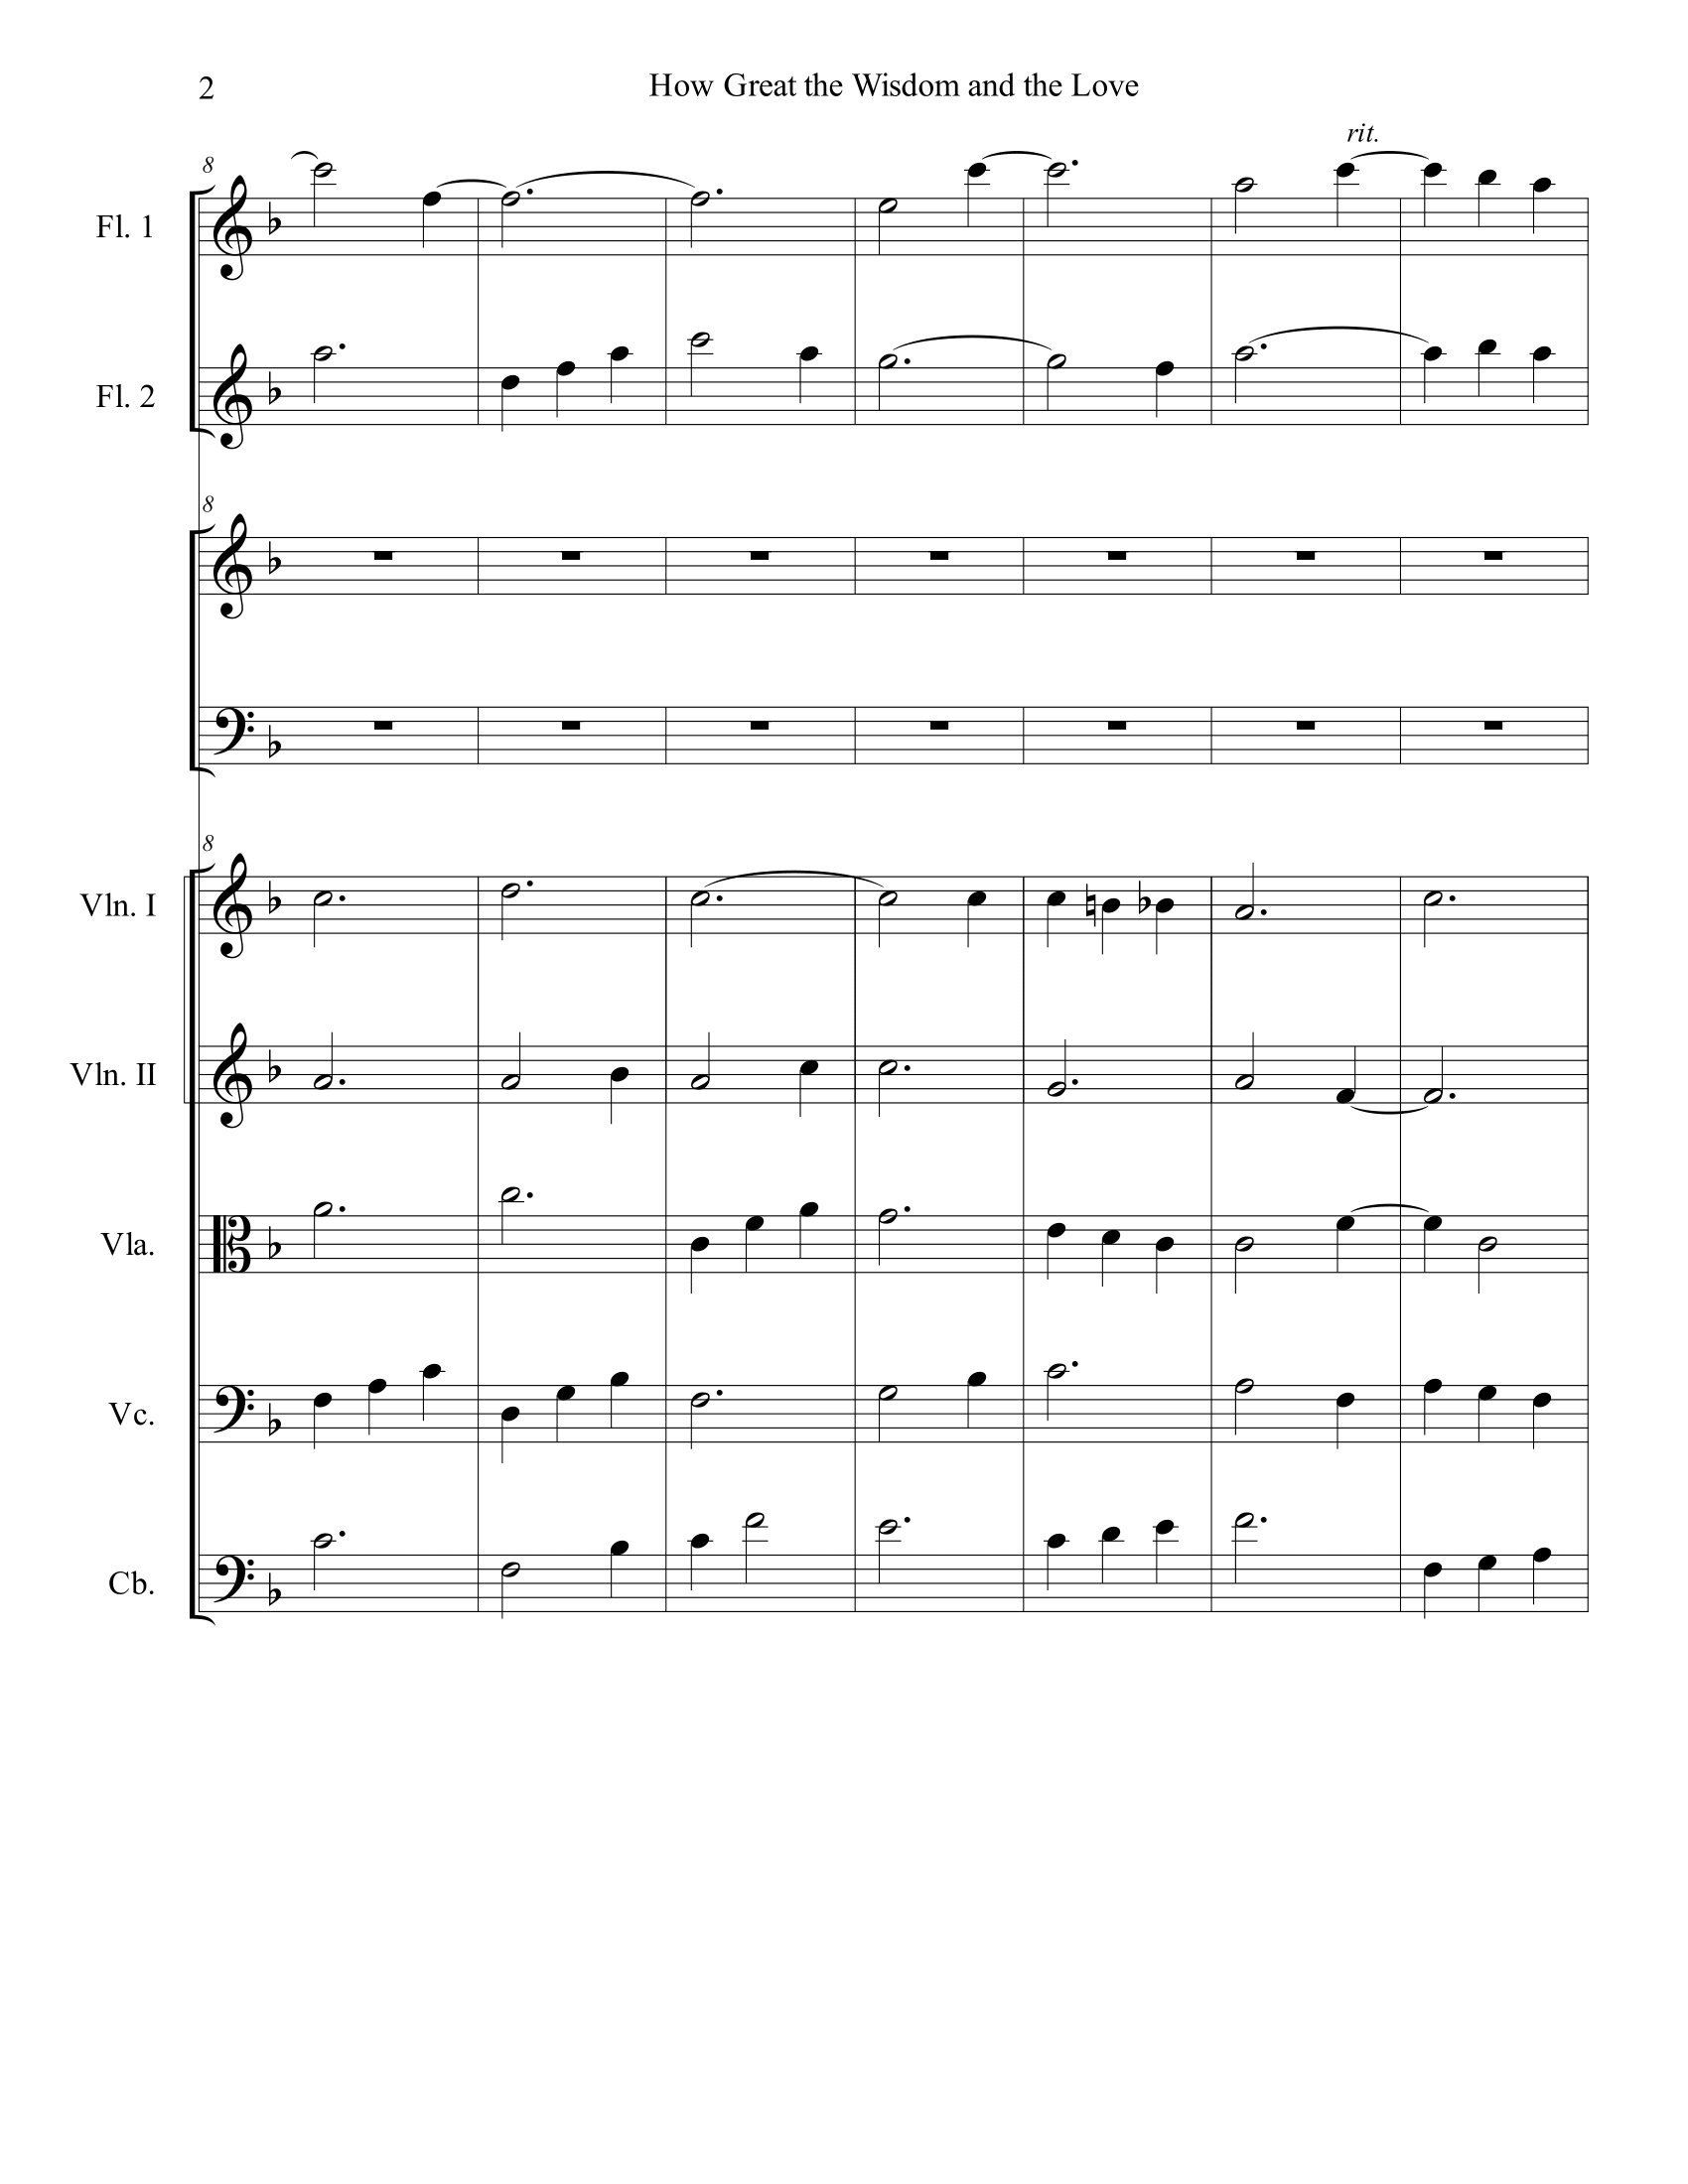 2
How Great the Wisdom and the Love
rit.
8
Fl. 1
Fl. 2
8
8
Vln. I
Vln. II
Vla.
Vc.
Cb.